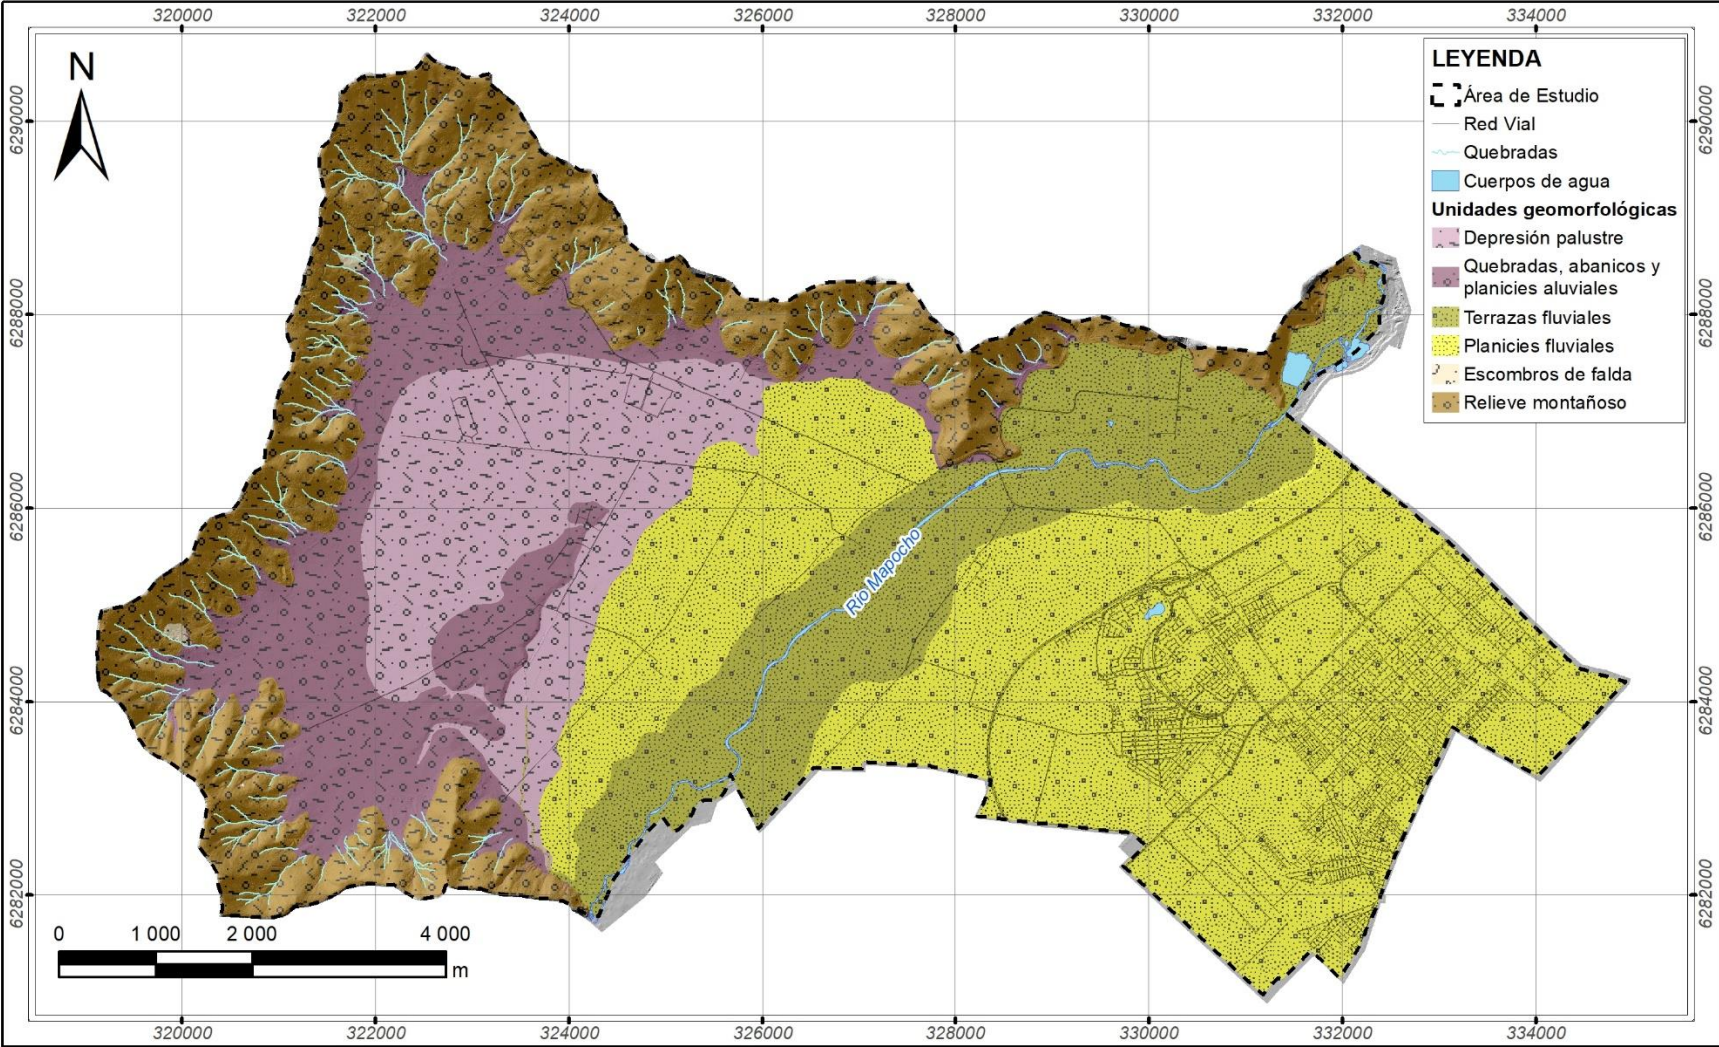 320000 322000 324000 326000 328000 330000 332000 334000
N
LEYENDA
Área de Estudio
Red Vial
Quebradas
Cuerpos de agua
Unidades geomorfológicas
Depresión palustre
Quebradas, abanicos y
planicies aluviales
Terrazas fluviales
Planicies fluviales
Escombros de falda
Relieve montañoso
6290000 6290000
6288000 6288000
6286000 6286000
Río Mapocho
6284000 6284000
6282000 6282000
0 1 000 2 000 4 000
m
320000 322000 324000 326000 328000 330000 332000 334000